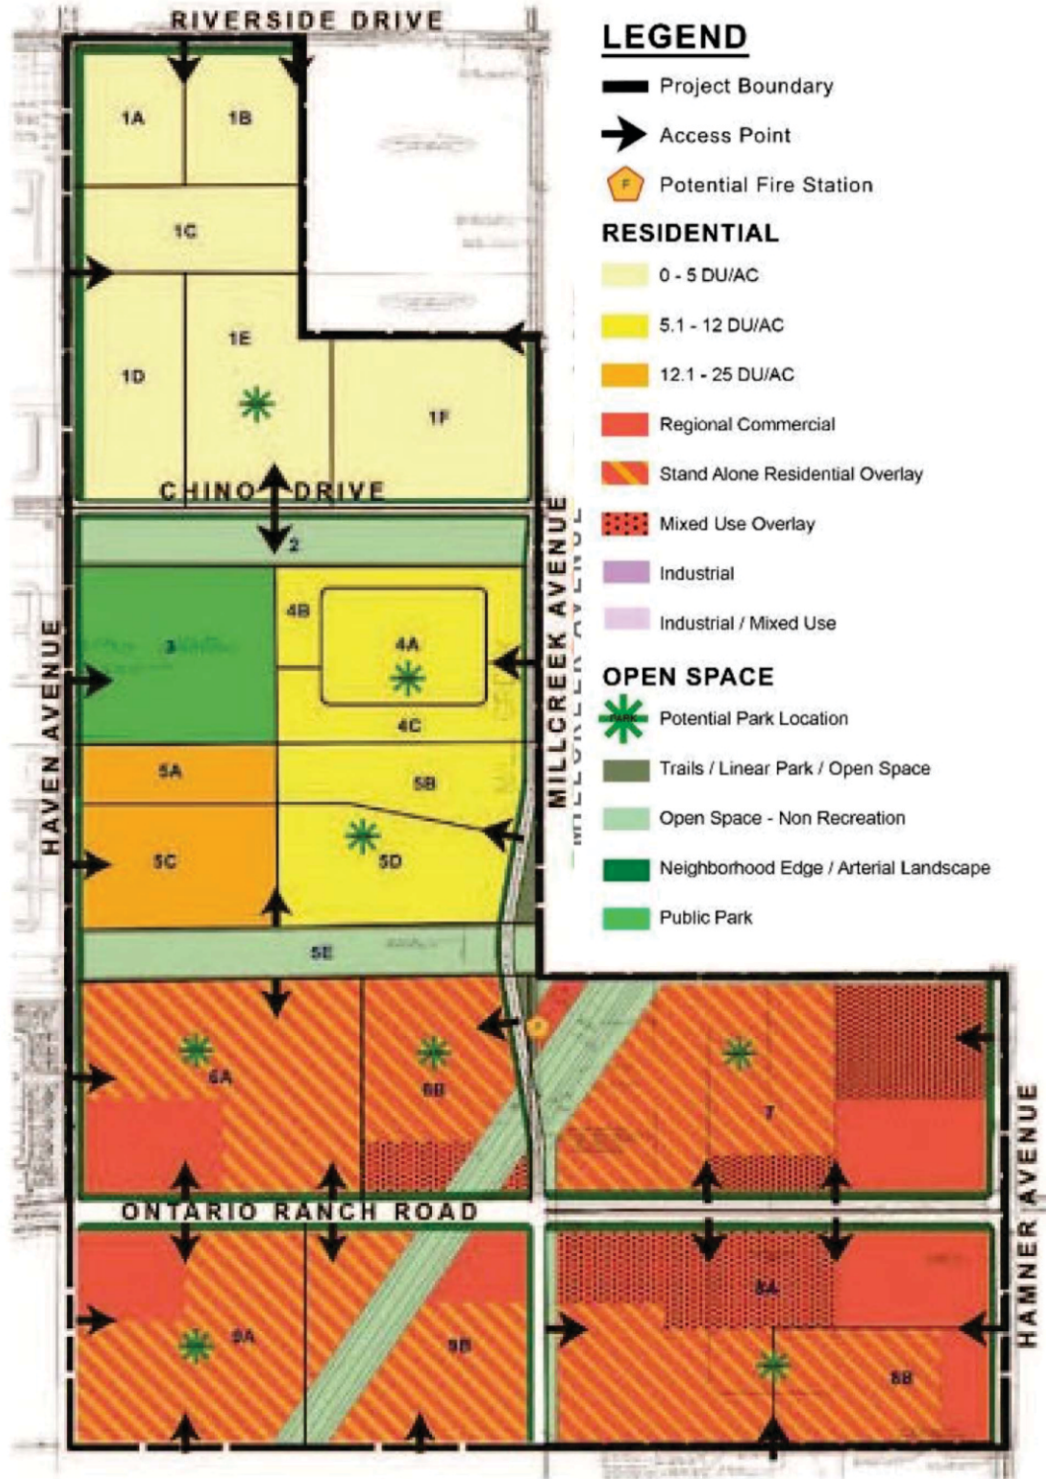 RIVERSIDE DRIVE
1A
1B
1C
1D
1E
1F
CHINO DRIVE
2
3
4B
4A
4C
5A
5B
5C
5D
5E
HAVEN AVENUE
MILLCREEK AVENUE
MILLCREEK AVENUE
6A
6B
F
7
ONTARIO RANCH ROAD
HAMNER AVENUE
9A
9B
8A
8B
LEGEND
Project Boundary
Access Point
F
Potential Fire Station
RESIDENTIAL
0 - 5 DU/AC
5.1 - 12 DU/AC
12.1 - 25 DU/AC
Regional Commercial
Stand Alone Residential Overlay
Mixed Use Overlay
Industrial
Industrial / Mixed Use
OPEN SPACE
PARK
Potential Park Location
Trails / Linear Park / Open Space
Open Space - Non Recreation
Neighborhood Edge / Arterial Landscape
Public Park